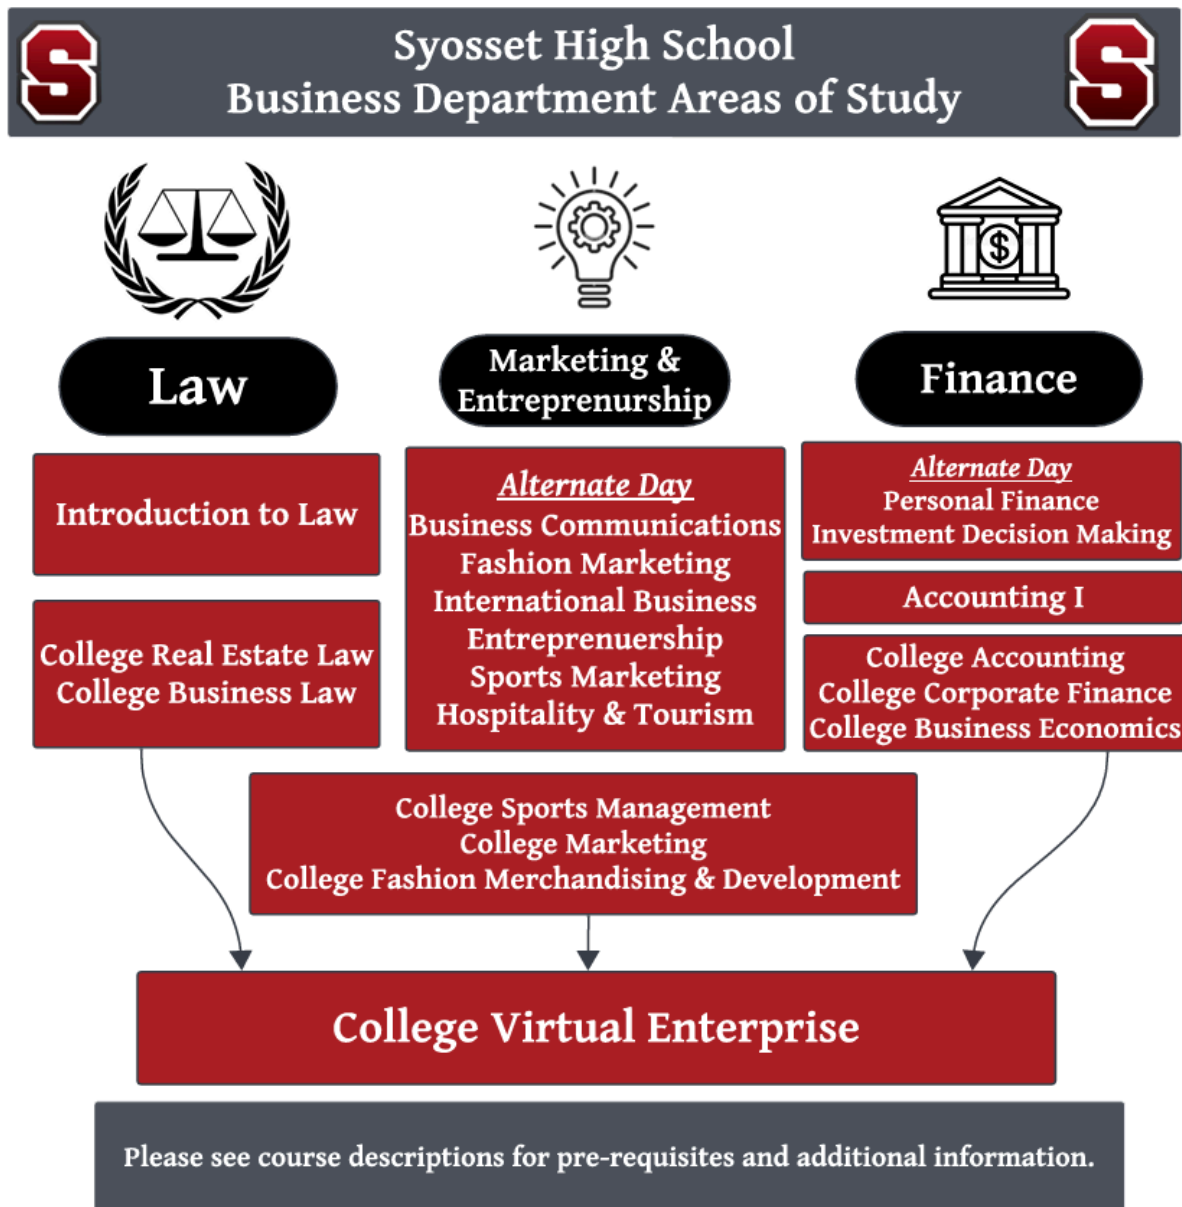 S
Syosset High School
Business Department Areas of Study
S
$
Law
Marketing &
Entreprenurship
Finance
Introduction to Law
College Real Estate Law
College Business Law
Alternate Day
Business Communications
Fashion Marketing
International Business
Entreprenuership
Sports Marketing
Hospitality & Tourism
Alternate Day
Personal Finance
Investment Decision Making
Accounting I
College Accounting
College Corporate Finance
College Business Economics
College Sports Management
College Marketing
College Fashion Merchandising & Development
College Virtual Enterprise
Please see course descriptions for pre-requisites and additional information.